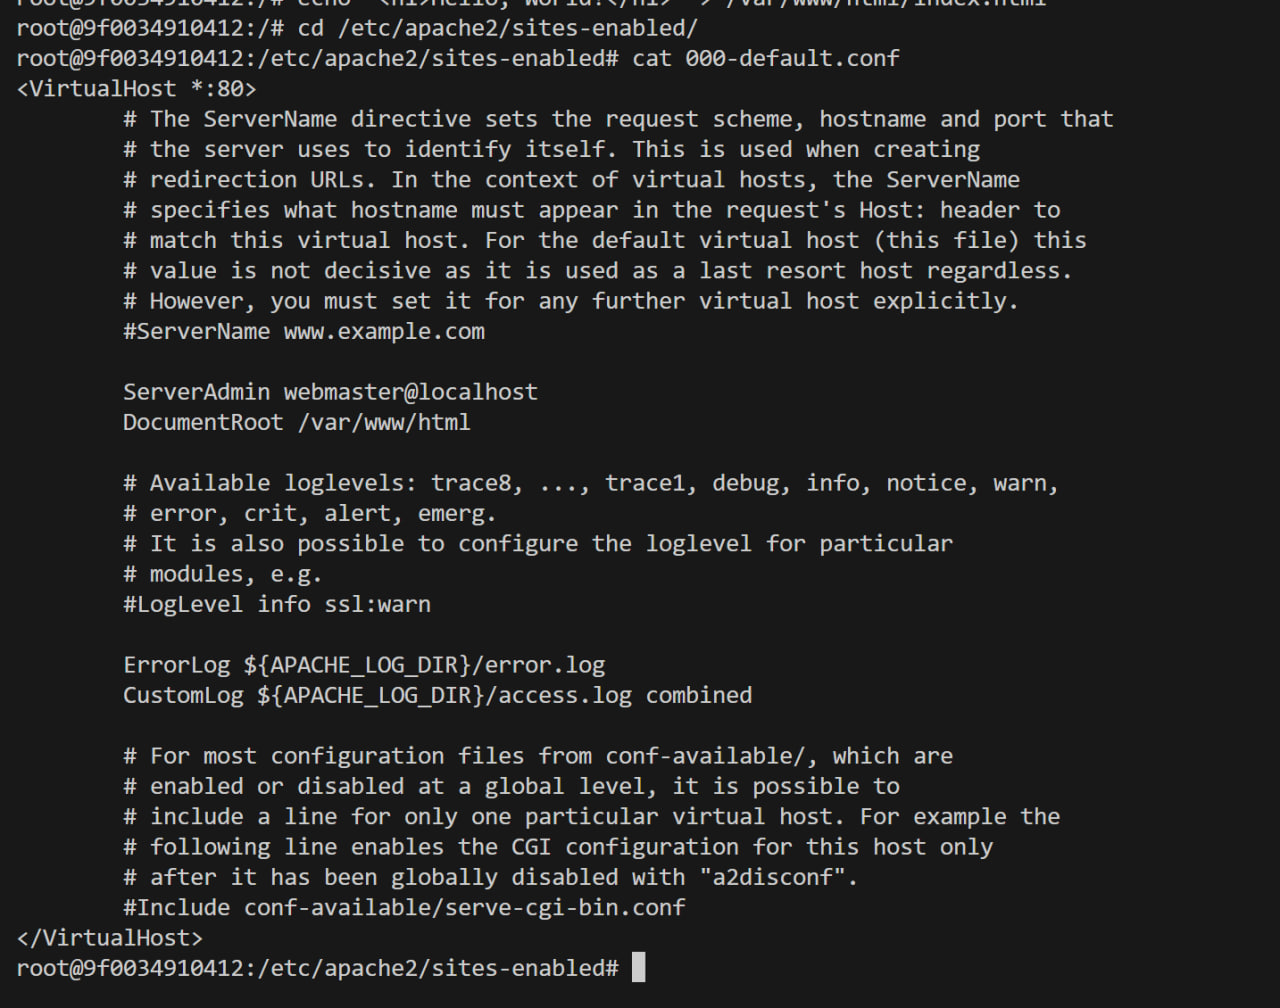 root@9f0034910412:/# echo "<h1>Hello, World!</h1>" > /var/www/html/index.html
root@9f0034910412:/# cd /etc/apache2/sites-enabled/
root@9f0034910412:/etc/apache2/sites-enabled# cat 000-default.conf
<VirtualHost *:80>
        # The ServerName directive sets the request scheme, hostname and port that
        # the server uses to identify itself. This is used when creating
        # redirection URLs. In the context of virtual hosts, the ServerName
        # specifies what hostname must appear in the request's Host: header to
        # match this virtual host. For the default virtual host (this file) this
        # value is not decisive as it is used as a last resort host regardless.
        # However, you must set it for any further virtual host explicitly.
        #ServerName www.example.com

        ServerAdmin webmaster@localhost
        DocumentRoot /var/www/html

        # Available loglevels: trace8, ..., trace1, debug, info, notice, warn,
        # error, crit, alert, emerg.
        # It is also possible to configure the loglevel for particular
        # modules, e.g.
        #LogLevel info ssl:warn

        ErrorLog ${APACHE_LOG_DIR}/error.log
        CustomLog ${APACHE_LOG_DIR}/access.log combined

        # For most configuration files from conf-available/, which are
        # enabled or disabled at a global level, it is possible to
        # include a line for only one particular virtual host. For example the
        # following line enables the CGI configuration for this host only
        # after it has been globally disabled with "a2disconf".
        #Include conf-available/serve-cgi-bin.conf
</VirtualHost>
root@9f0034910412:/etc/apache2/sites-enabled#